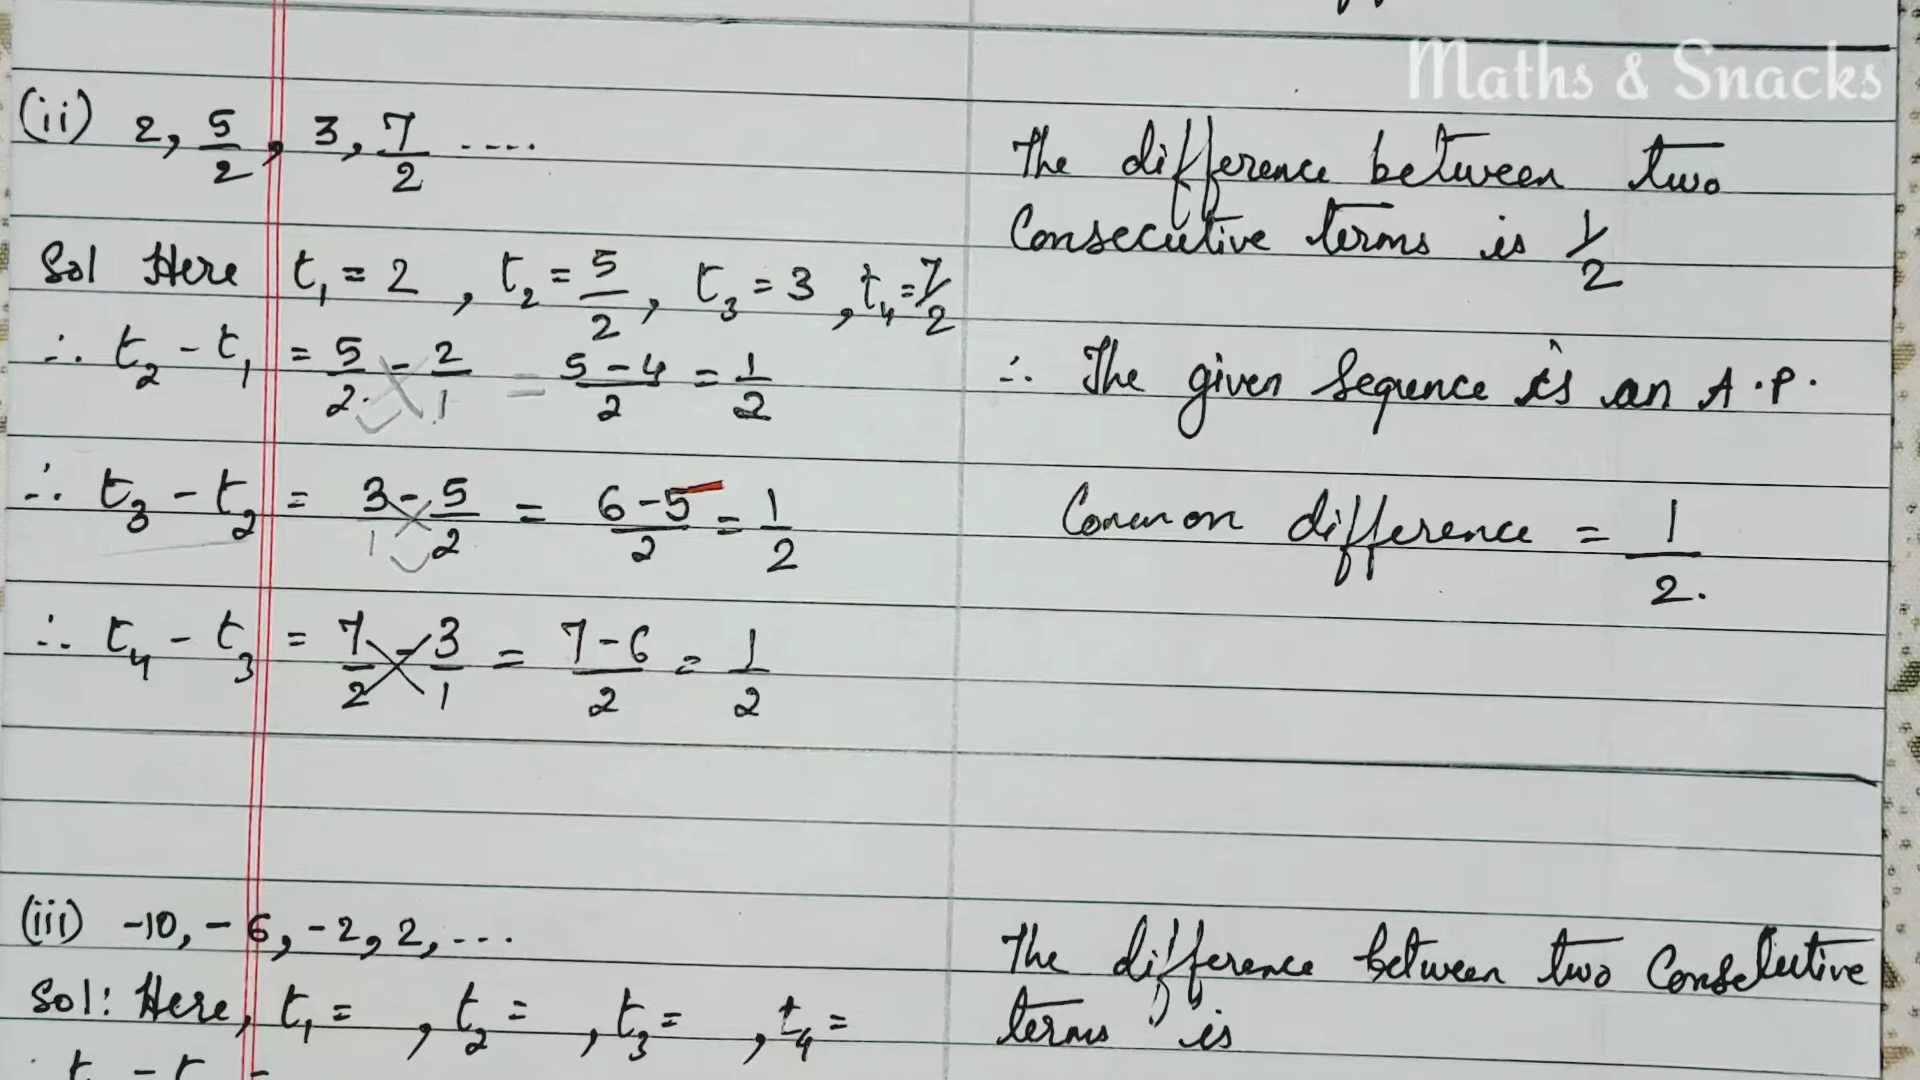 Maths & Snacks
(ii) 2, 5/2, 3, 7/2 ....
Sol Here t₁ = 2, t₂ = 5/2, t₃ = 3, t₄ = 7/2
∴ t₂ - t₁ = 5/2 - 2/1 = 5-4/2 = 1/2
∴ t₃ - t₂ = 3/1 - 5/2 = 6-5/2 = 1/2
∴ t₄ - t₃ = 7/2 - 3/1 = 7-6/2 = 1/2
The difference between two
Consecutive terms is 1/2
∴ The given Sequence is an A.P.
Common difference = 1/2.
(iii) -10, -6, -2, 2, ...
Sol: Here, t₁ = , t₂ = , t₃ = , t₄ =
The difference between two Consecutive
terms is